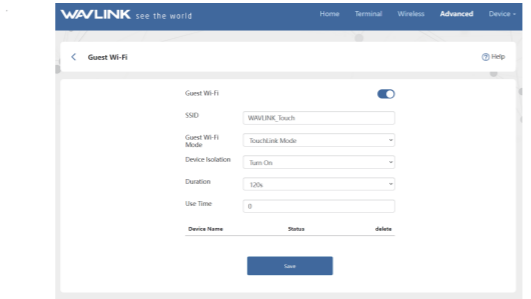 WAVLINK see the world
Home Terminal Wireless Advanced Device
Guest Wi-Fi
Help
Guest Wi-Fi
SSID WAVLINK_Touch
Guest Wi-Fi
Mode TouchLink Mode
Device Isolation Turn On
Duration 120s
Use Time 0
Device Name Status delete
Save